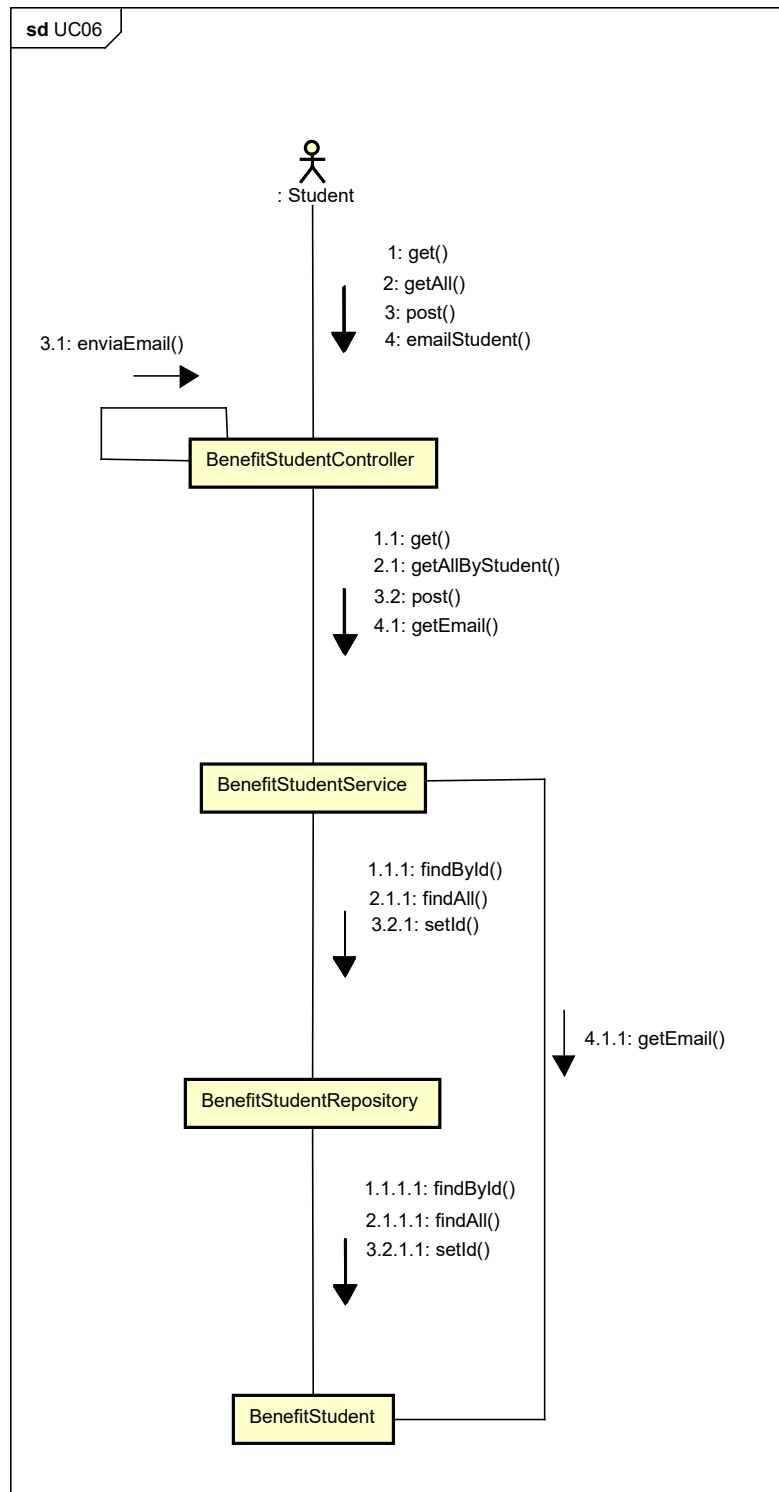 sd UC06
: Student
1: get()
2: getAll()
3: post()
4: emailStudent()
3.1: enviaEmail()
BenefitStudentController
1.1: get()
2.1: getAllByStudent()
3.2: post()
4.1: getEmail()
BenefitStudentService
1.1.1: findById()
2.1.1: findAll()
3.2.1: setId()
4.1.1: getEmail()
BenefitStudentRepository
1.1.1.1: findById()
2.1.1.1: findAll()
3.2.1.1: setId()
BenefitStudent